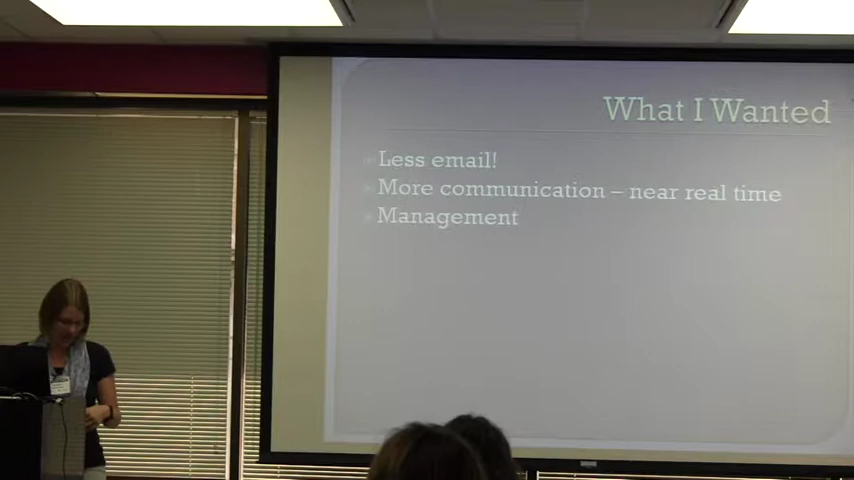 What I Wanted
Less email!
More communication – near real time
Management